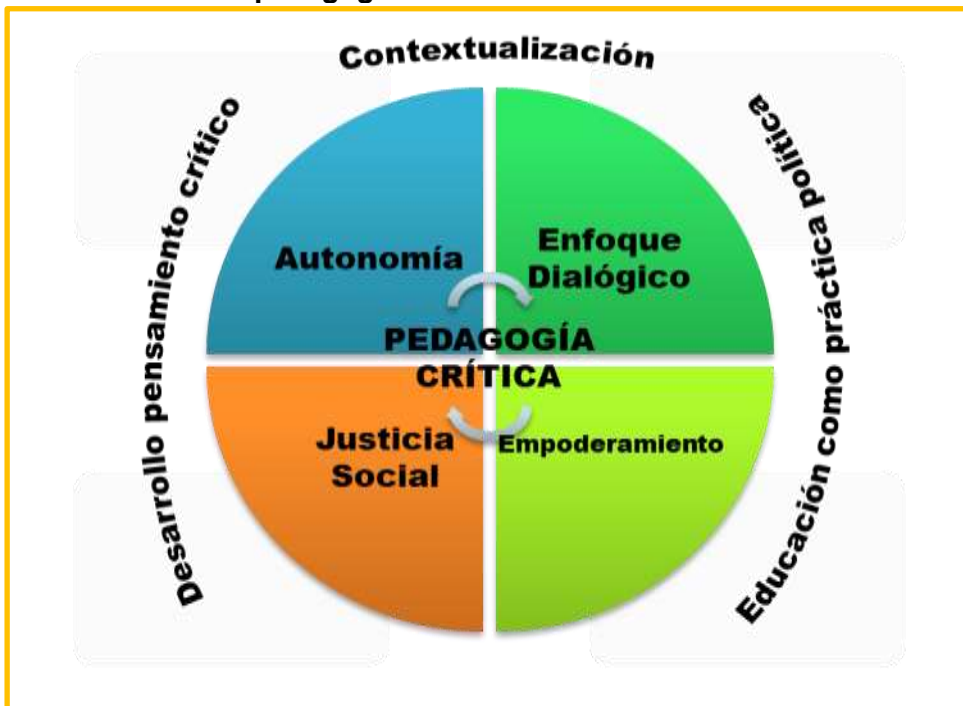 Contextualización
Desarrollo pensamiento crítico
Educación como práctica política
Autonomía
Enfoque
Dialógico
PEDAGOGÍA
CRÍTICA
Justicia
Social
Empoderamiento